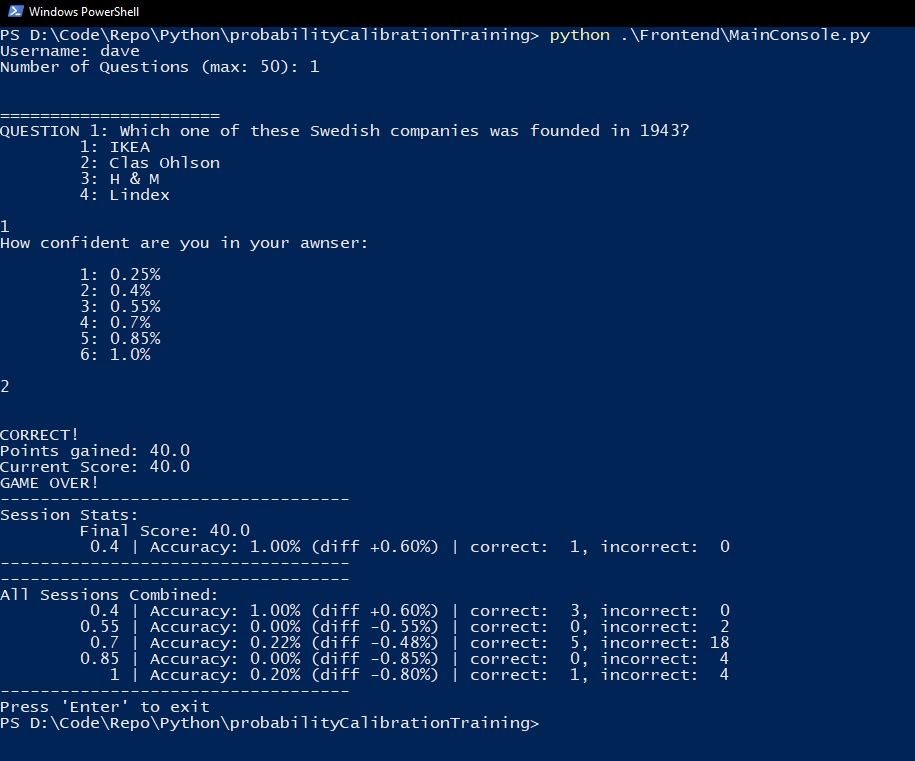 Windows PowerShell
PS D:\Code\Repo\Python\probabilityCalibrationTraining> python .\Frontend\MainConsole.py
Username: dave
Number of Questions (max: 50): 1
======================
QUESTION 1: Which one of these Swedish companies was founded in 1943?
1: IKEA
2: Clas Ohlson
3: H & M
4: Lindex
1
How confident are you in your awnser:
1: 0.25%
2: 0.4%
3: 0.55%
4: 0.7%
5: 0.85%
6: 1.0%
2
CORRECT!
Points gained: 40.0
Current Score: 40.0
GAME OVER!
-----------------------------------
Session Stats:
Final Score: 40.0
0.4 | Accuracy: 1.00% (diff +0.60%) | correct:  1, incorrect:  0
-----------------------------------
-----------------------------------
All Sessions Combined:
0.4 | Accuracy: 1.00% (diff +0.60%) | correct:  3, incorrect:  0
0.55 | Accuracy: 0.00% (diff -0.55%) | correct:  0, incorrect:  2
0.7 | Accuracy: 0.22% (diff -0.48%) | correct:  5, incorrect: 18
0.85 | Accuracy: 0.00% (diff -0.85%) | correct:  0, incorrect:  4
1 | Accuracy: 0.20% (diff -0.80%) | correct:  1, incorrect:  4
-----------------------------------
Press 'Enter' to exit
PS D:\Code\Repo\Python\probabilityCalibrationTraining>